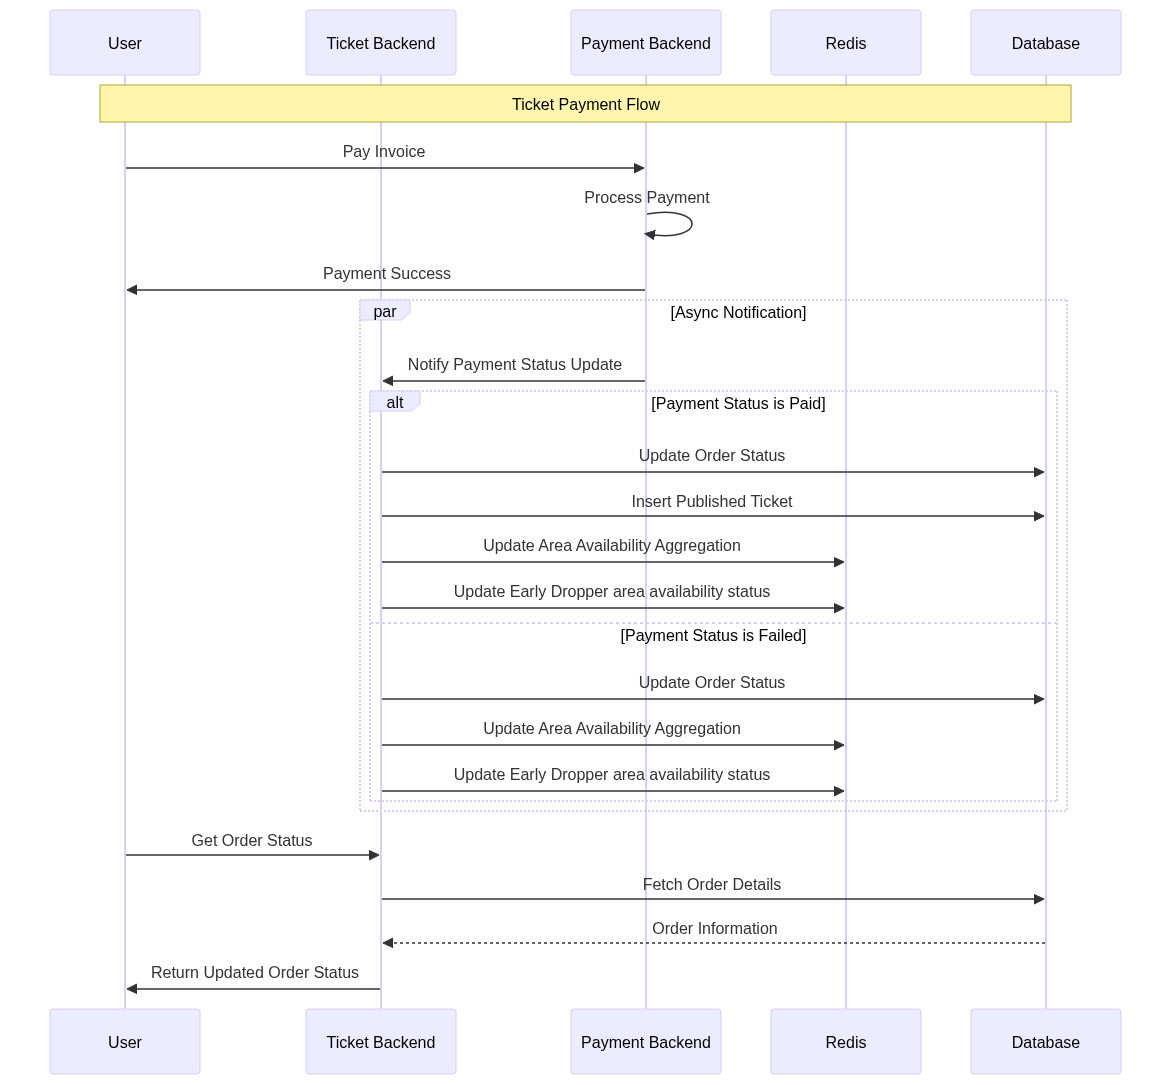 User
Ticket Backend
Payment Backend
Redis
Database
Ticket Payment Flow
Pay Invoice
Process Payment
Payment Success
par
[Async Notification]
Notify Payment Status Update
alt
[Payment Status is Paid]
Update Order Status
Insert Published Ticket
Update Area Availability Aggregation
Update Early Dropper area availability status
[Payment Status is Failed]
Update Order Status
Update Area Availability Aggregation
Update Early Dropper area availability status
Get Order Status
Fetch Order Details
Order Information
Return Updated Order Status
User
Ticket Backend
Payment Backend
Redis
Database